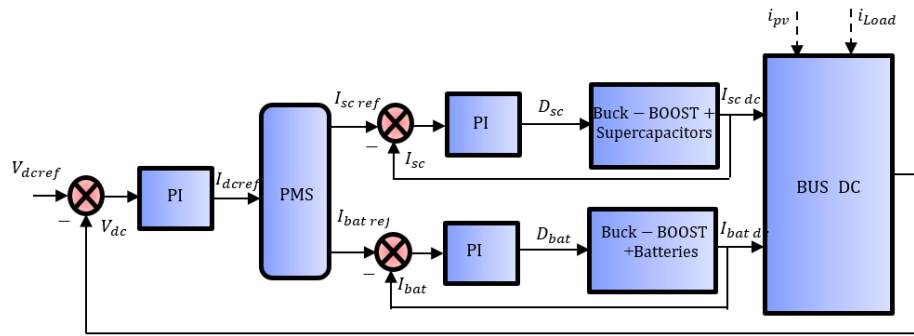 i_pv
i_Load
I_sc ref
D_sc
Buck − BOOST +
Supercapacitors
I_sc dc
PI
−
I_sc
V_dcref
I_dcref
PI
PMS
BUS DC
−
V_dc
I_bat ref
D_bat
Buck − BOOST
+Batteries
I_bat d
PI
−
I_bat